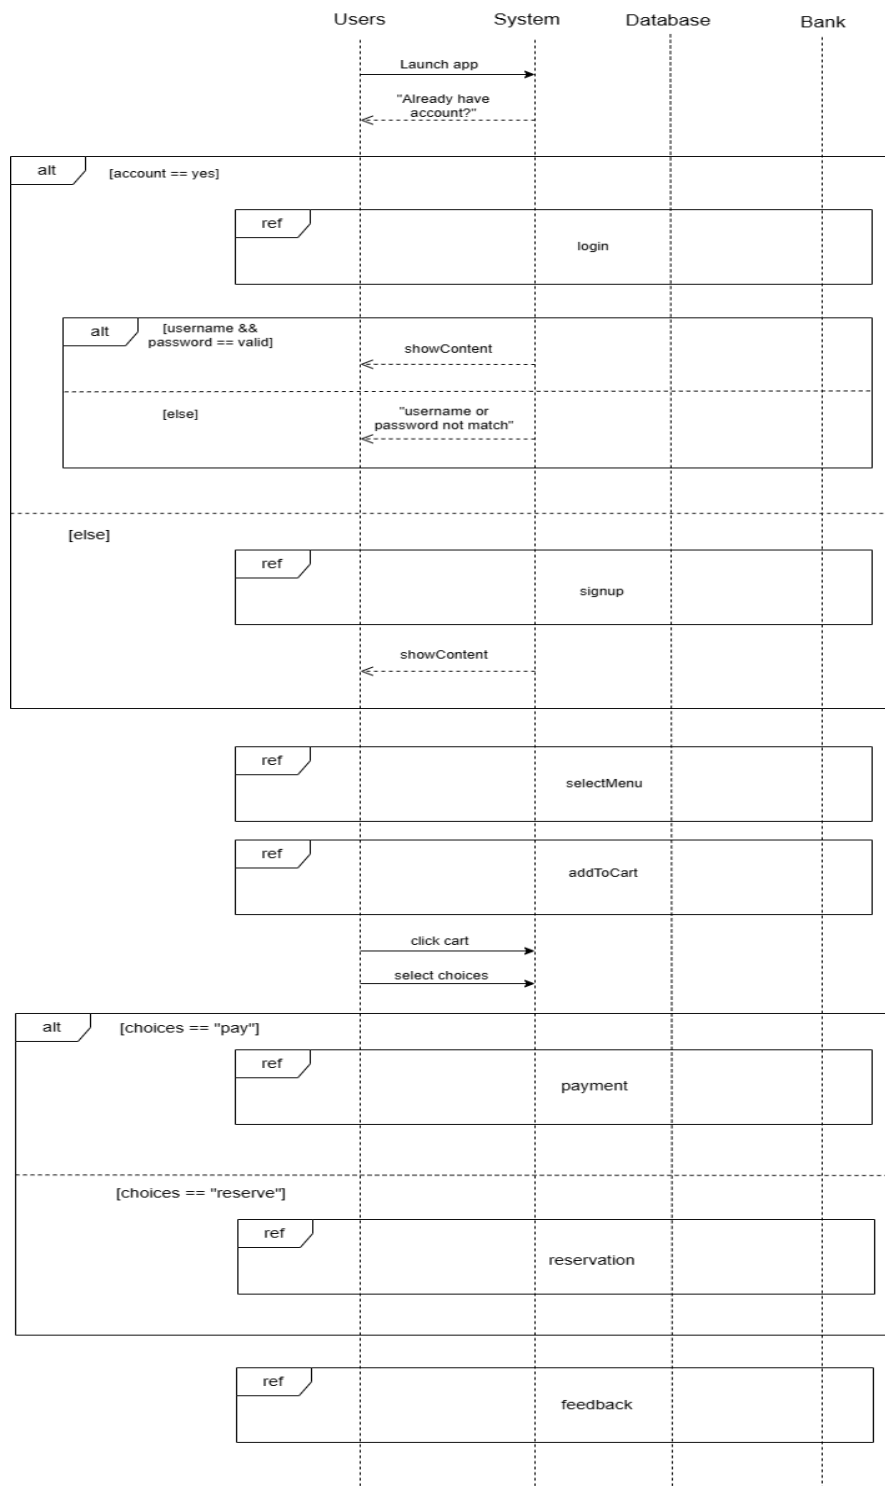 Users System Database Bank
Launch app
"Already have
account?"
alt [account == yes]
ref
login
alt [username &&
password == valid]
showContent
[else]
"username or
password not match"
[else]
ref
signup
showContent
ref
selectMenu
ref
addToCart
click cart
select choices
alt [choices == "pay"]
ref
payment
[choices == "reserve"]
ref
reservation
ref
feedback